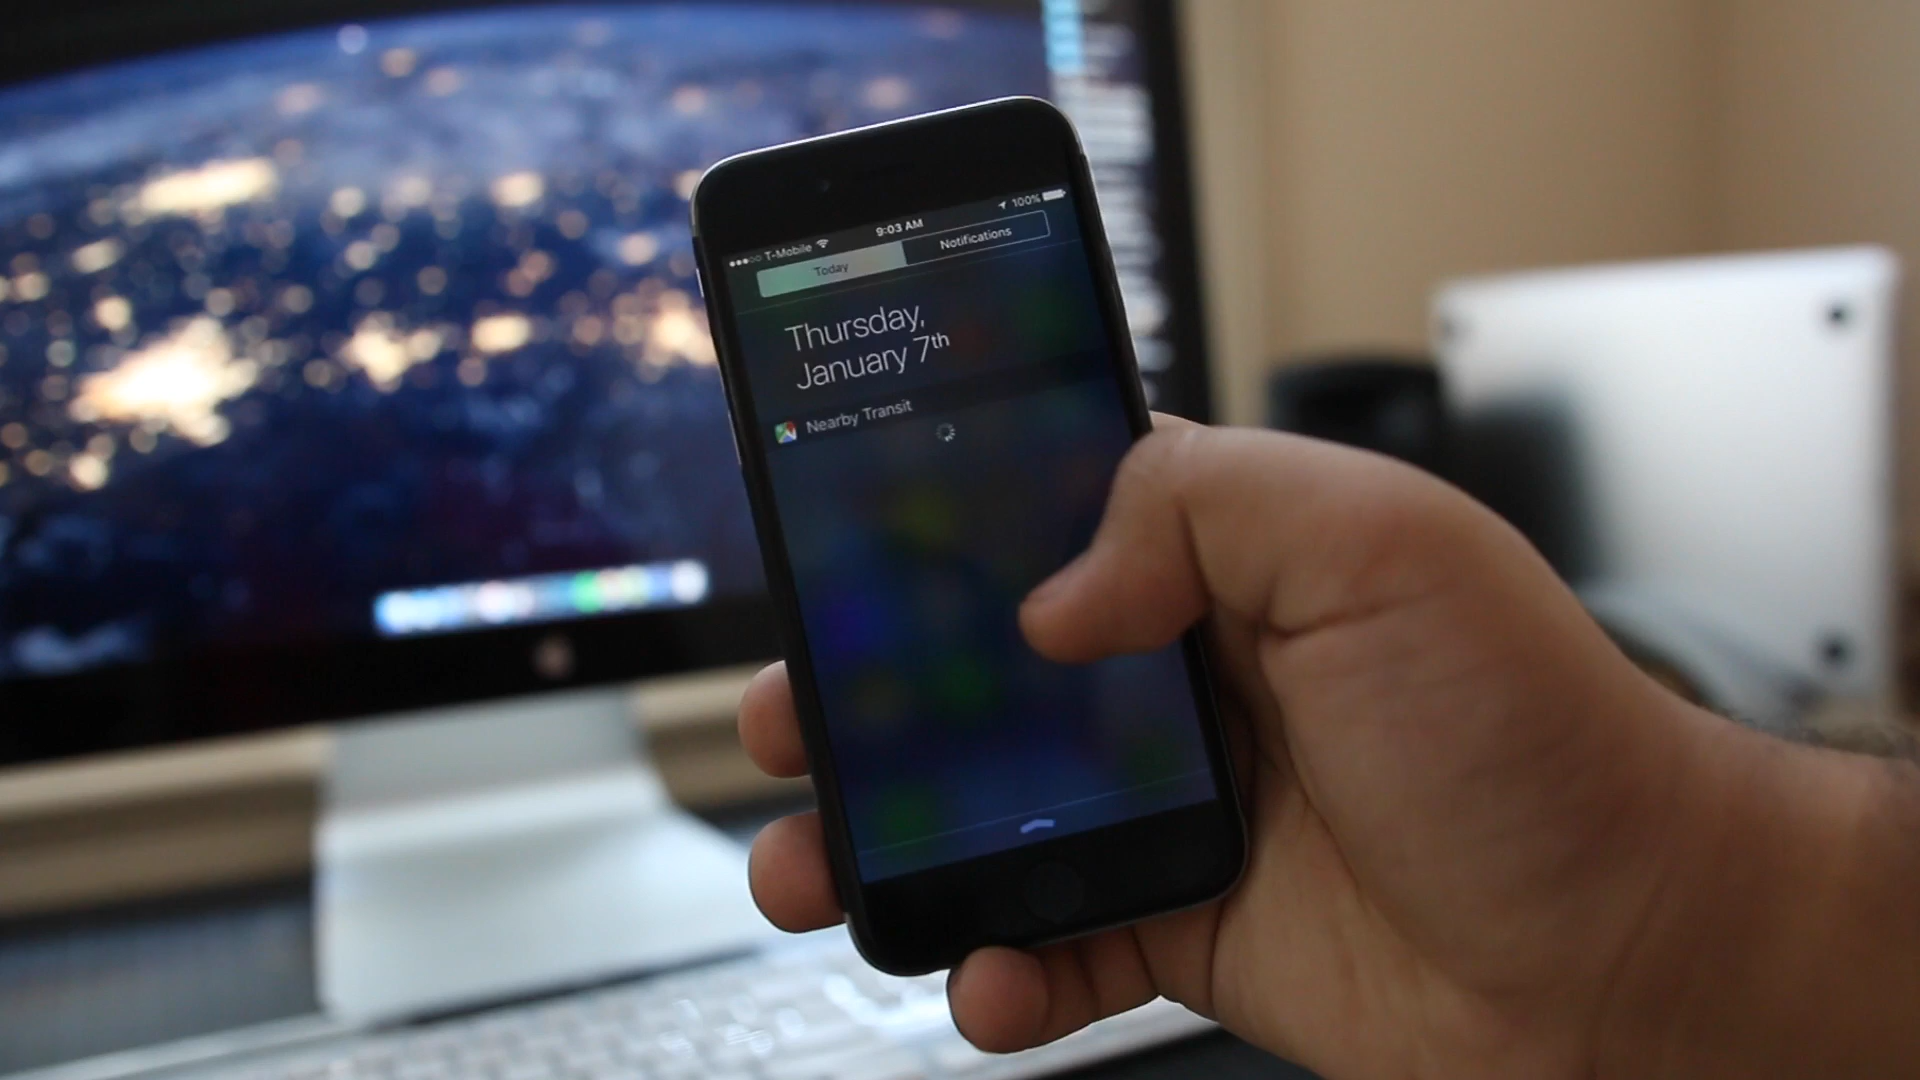 T-Mobile 9:03 AM 100%
Today Notifications
Thursday,
January 7th
Nearby Transit